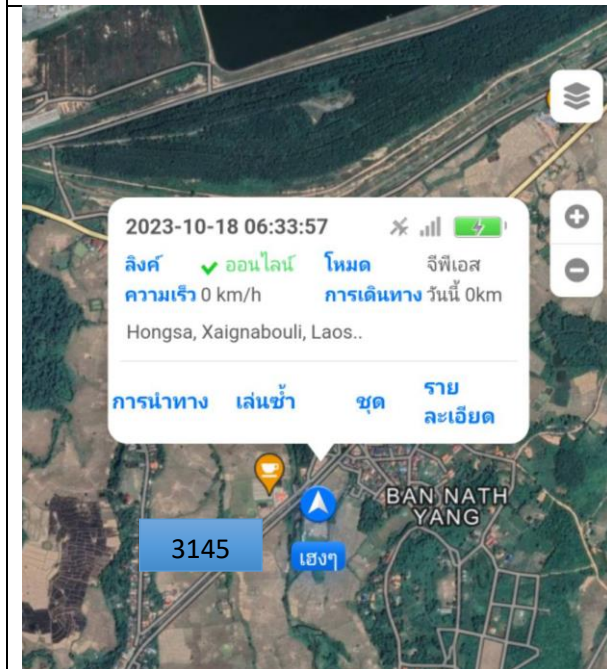 2023-10-18 06:33:57
ลิงค์ ออนไลน์ โหมด จีพีเอส
ความเร็ว 0 km/h การเดินทาง วันนี้ 0km
Hongsa, Xaignabouli, Laos..
การนำทาง เล่นซ้ำ ชุด ราย
ละเอียด
BAN NATH
YANG
3145
เฮงๆ